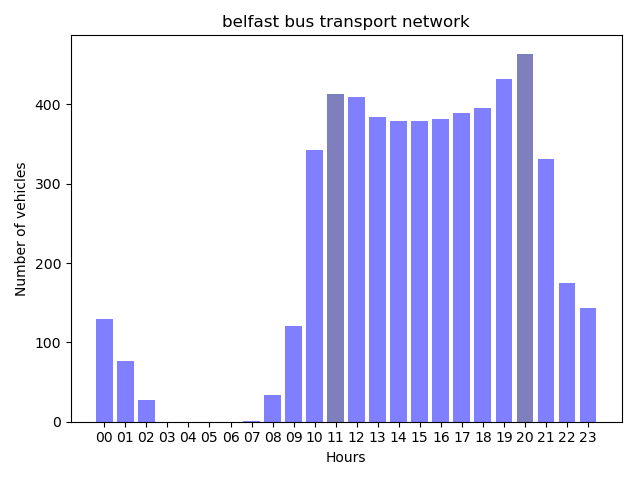 belfast bus transport network
Number of vehicles
400
300
200
100
0
00 01 02 03 04 05 06 07 08 09 10 11 12 13 14 15 16 17 18 19 20 21 22 23
Hours